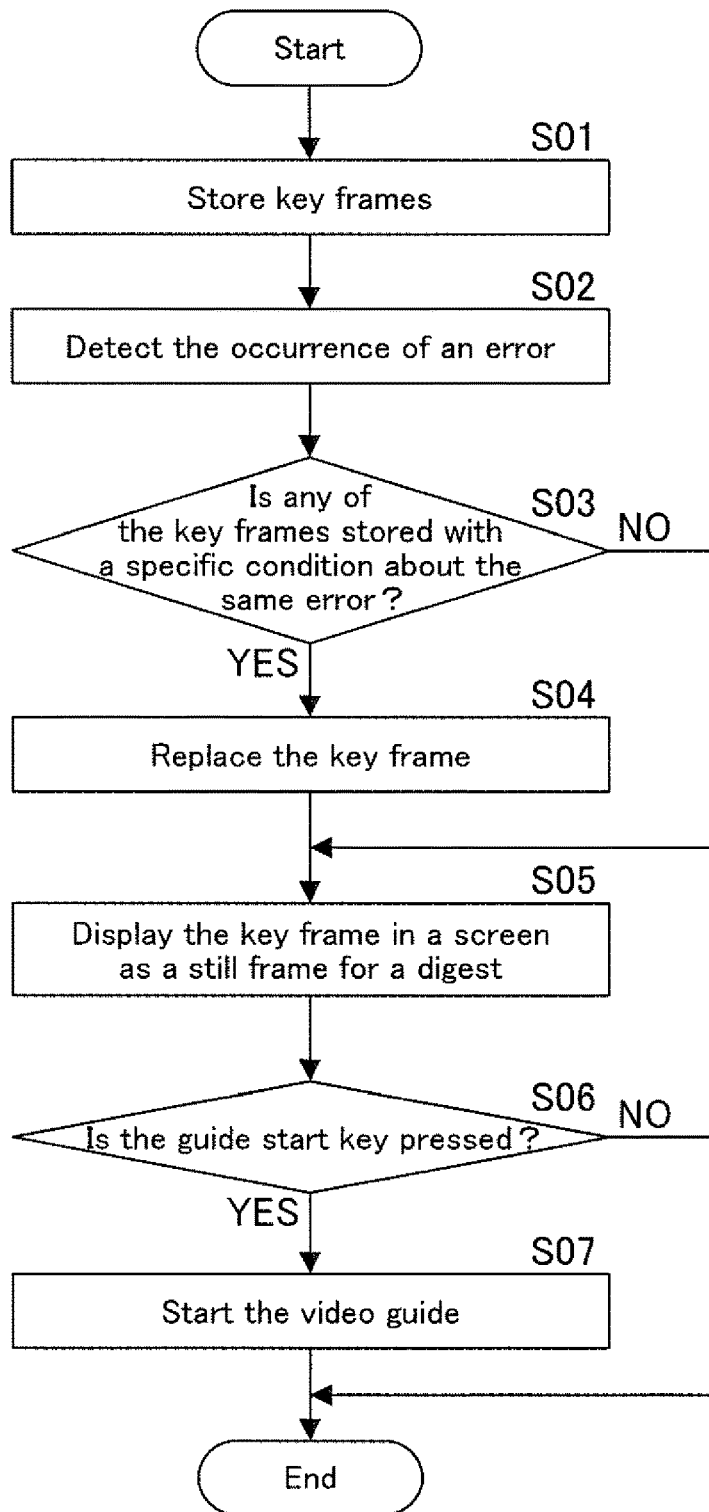 Start
S01
Store key frames
S02
Detect the occurrence of an error
S03
Is any of
the key frames stored with
a specific condition about the
same error?
NO
YES
S04
Replace the key frame
S05
Display the key frame in a screen
as a still frame for a digest
S06
Is the guide start key pressed?
NO
YES
S07
Start the video guide
End